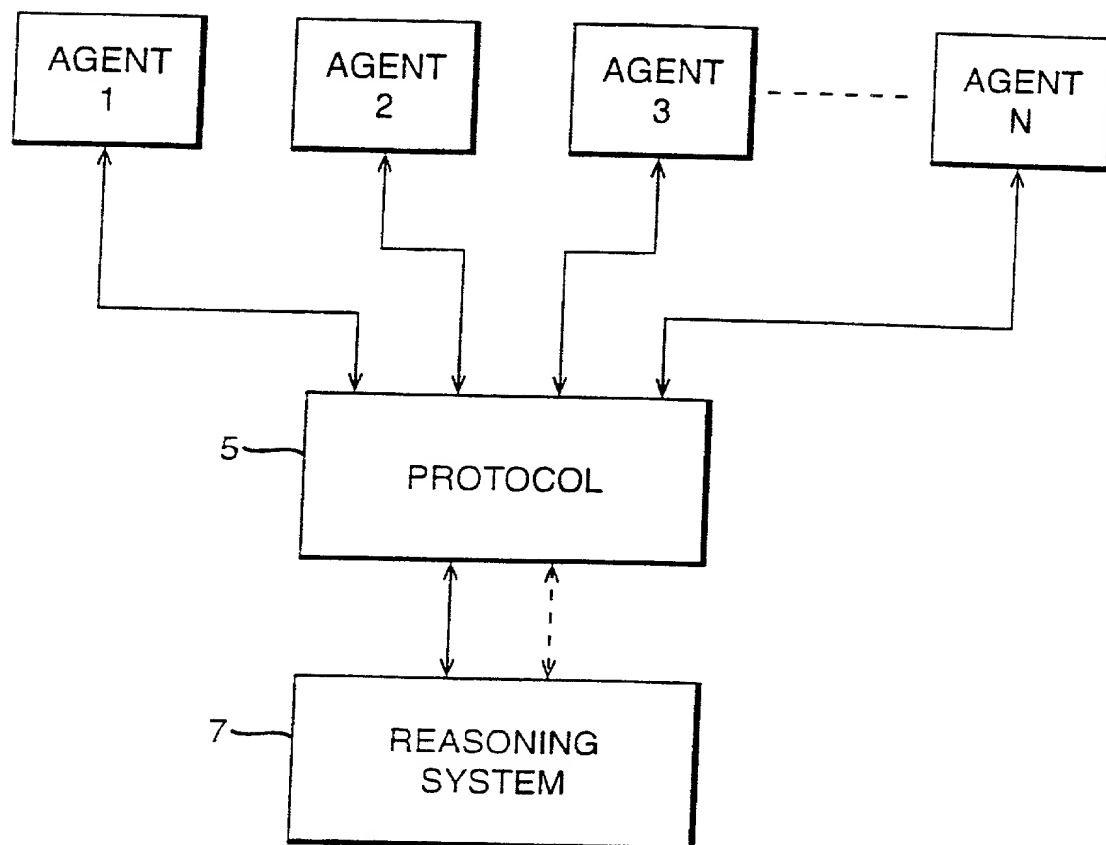 AGENT
1
AGENT
2
AGENT
3
AGENT
N
5
PROTOCOL
7
REASONING
SYSTEM